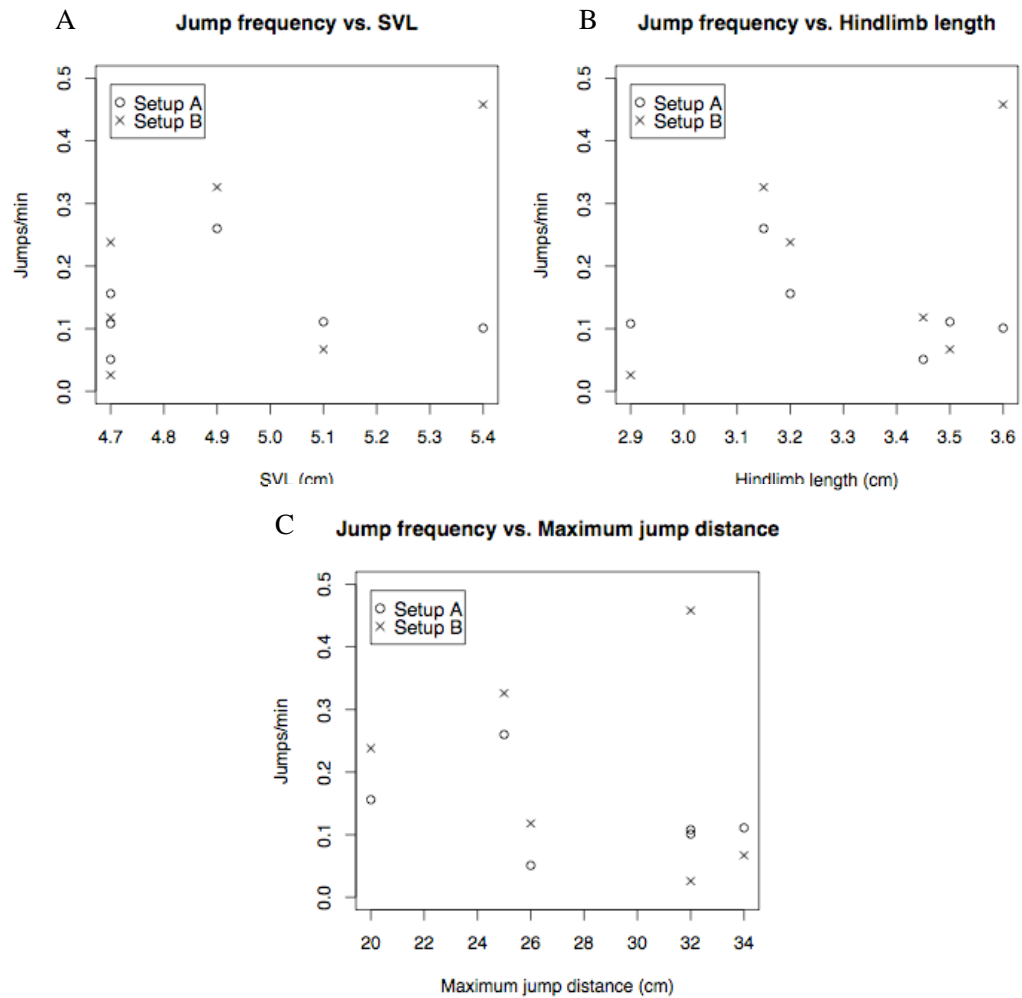 A
Jump frequency vs. SVL
Jumps/min
0.0 0.1 0.2 0.3 0.4 0.5
Setup A
Setup B
4.7 4.8 4.9 5.0 5.1 5.2 5.3 5.4
SVL (cm)
B
Jump frequency vs. Hindlimb length
Jumps/min
0.0 0.1 0.2 0.3 0.4 0.5
Setup A
Setup B
2.9 3.0 3.1 3.2 3.3 3.4 3.5 3.6
Hindlimb length (cm)
C
Jump frequency vs. Maximum jump distance
Jumps/min
0.0 0.1 0.2 0.3 0.4 0.5
Setup A
Setup B
20 22 24 26 28 30 32 34
Maximum jump distance (cm)